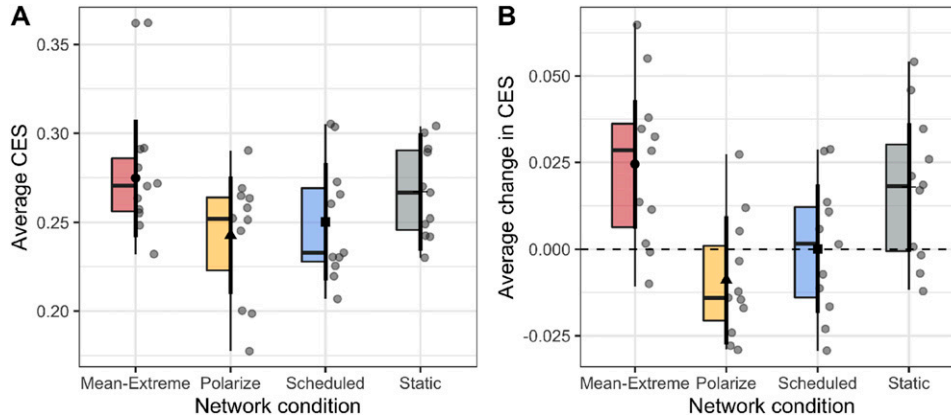 A
Average CES
0.35
0.30
0.25
0.20
Mean-Extreme Polarize Scheduled Static
Network condition
B
Average change in CES
0.050
0.025
0.000
-0.025
Mean-Extreme Polarize Scheduled Static
Network condition